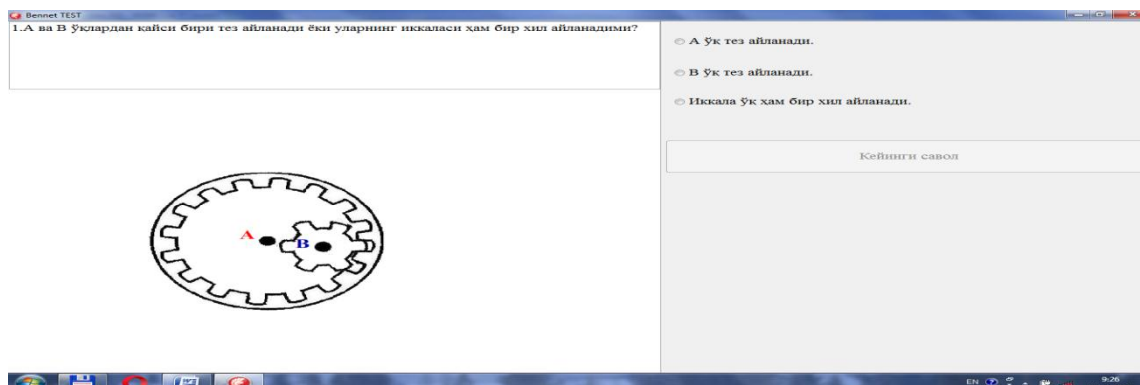 Bennet TEST
1.А ва В ўқлардан қайси бири тез айланади ёки уларнинг иккаласи ҳам бир хил айланадими?
А ўқ тез айланади.
В ўқ тез айланади.
Иккала ўқ ҳам бир хил айланади.
Кейинги савол
A
B
EN
9:26